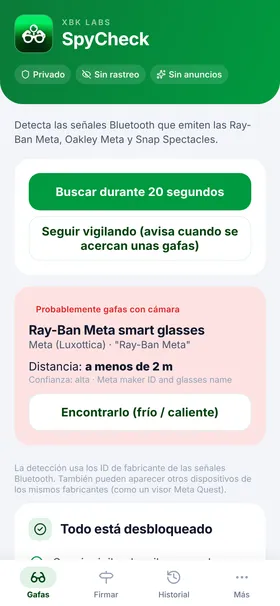 XBK LABS
SpyCheck
Privado
Sin rastreo
Sin anuncios
Detecta las señales Bluetooth que emiten las Ray-
Ban Meta, Oakley Meta y Snap Spectacles.
Buscar durante 20 segundos
Seguir vigilando (avisa cuando se
acercan unas gafas)
Probablemente gafas con cámara
Ray-Ban Meta smart glasses
Meta (Luxottica) · "Ray-Ban Meta"
Distancia: a menos de 2 m
Confianza: alta · Meta maker ID and glasses name
Encontrarlo (frío / caliente)
La detección usa los ID de fabricante de las señales
Bluetooth. También pueden aparecer otros dispositivos de
los mismos fabricantes (como un visor Meta Quest).
Todo está desbloqueado
Gafas
Firmar
Historial
Más